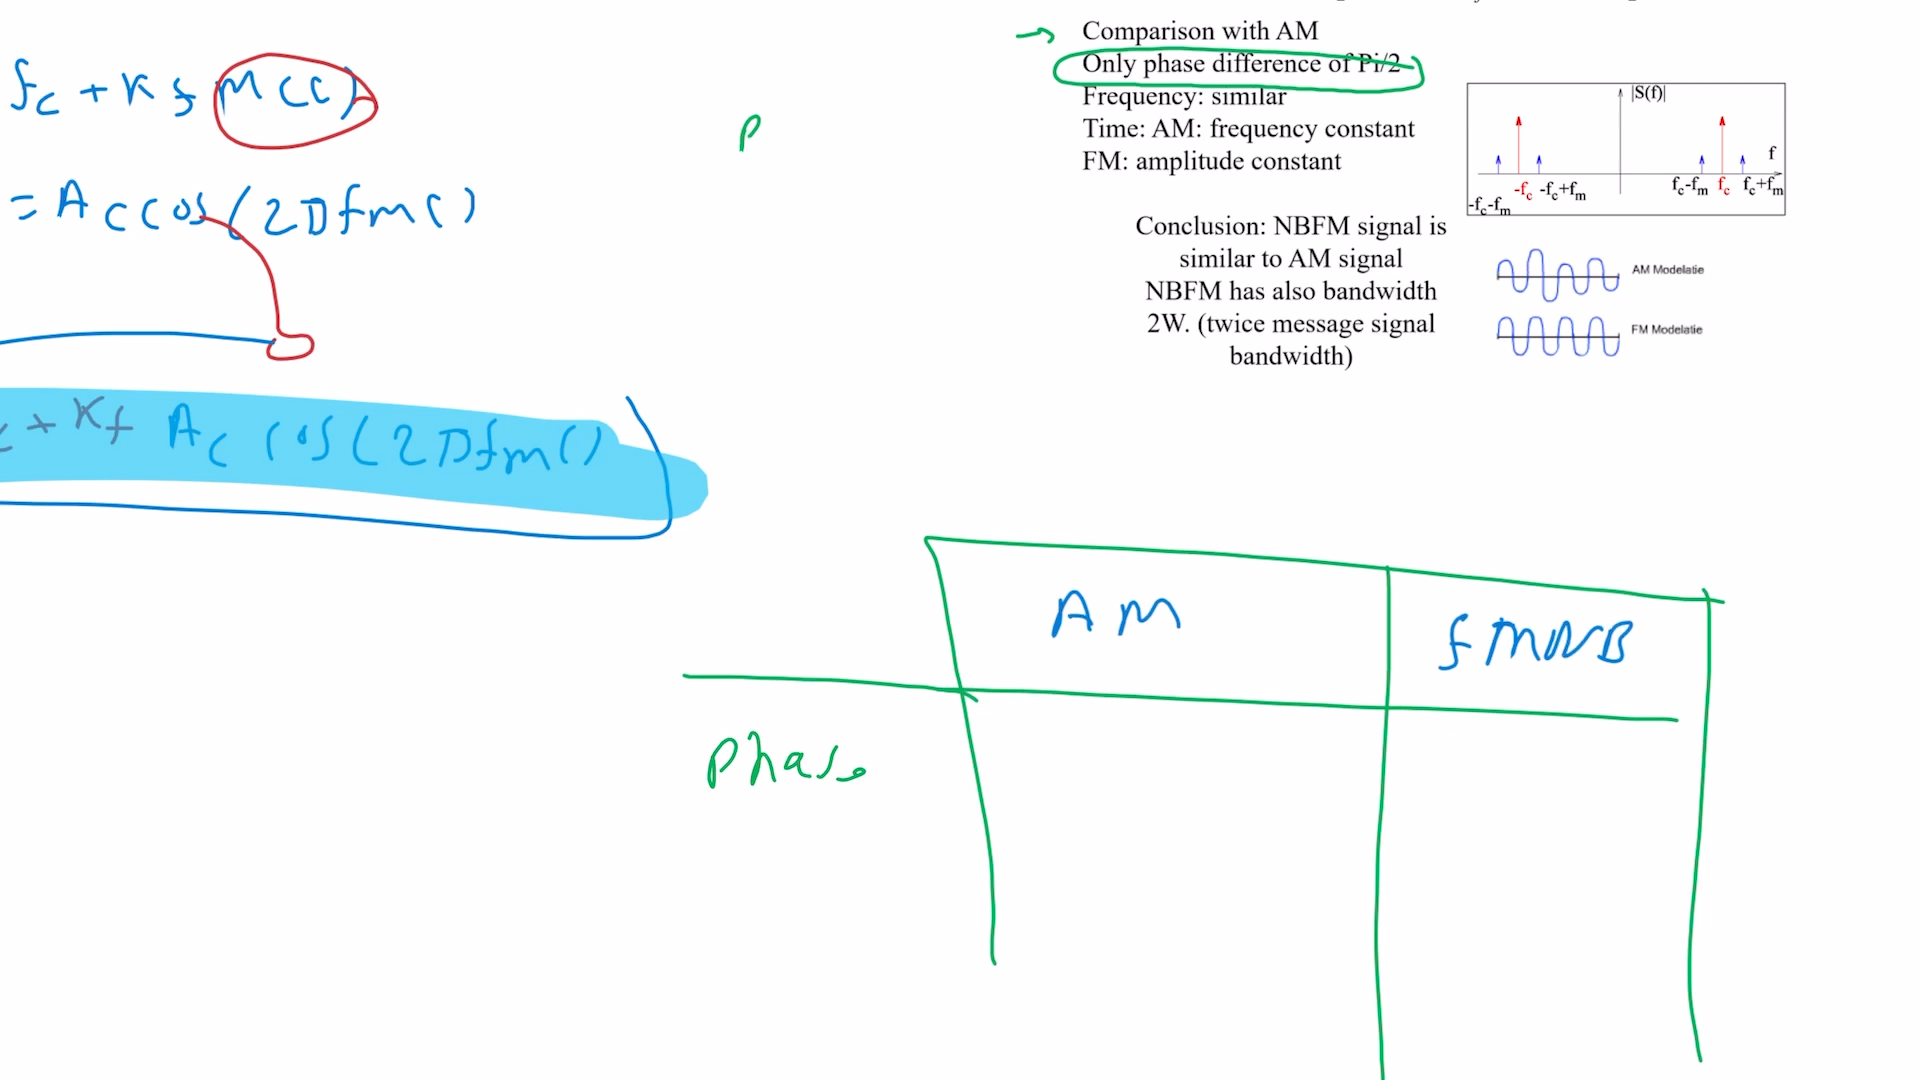 Comparison with AM
Only phase difference of Pi/2
Frequency: similar
Time: AM: frequency constant
FM: amplitude constant
Conclusion: NBFM signal is
similar to AM signal
NBFM has also bandwidth
2W. (twice message signal
bandwidth)
|S(f)|
f
-fc-fm -fc -fc+fm fc-fm fc fc+fm
AM Modelatie
FM Modelatie
fc + Kf m(t)
= Ac cos(2πfmt)
+ Kf Ac cos(2πfmt)
P
AM
fMNB
phase